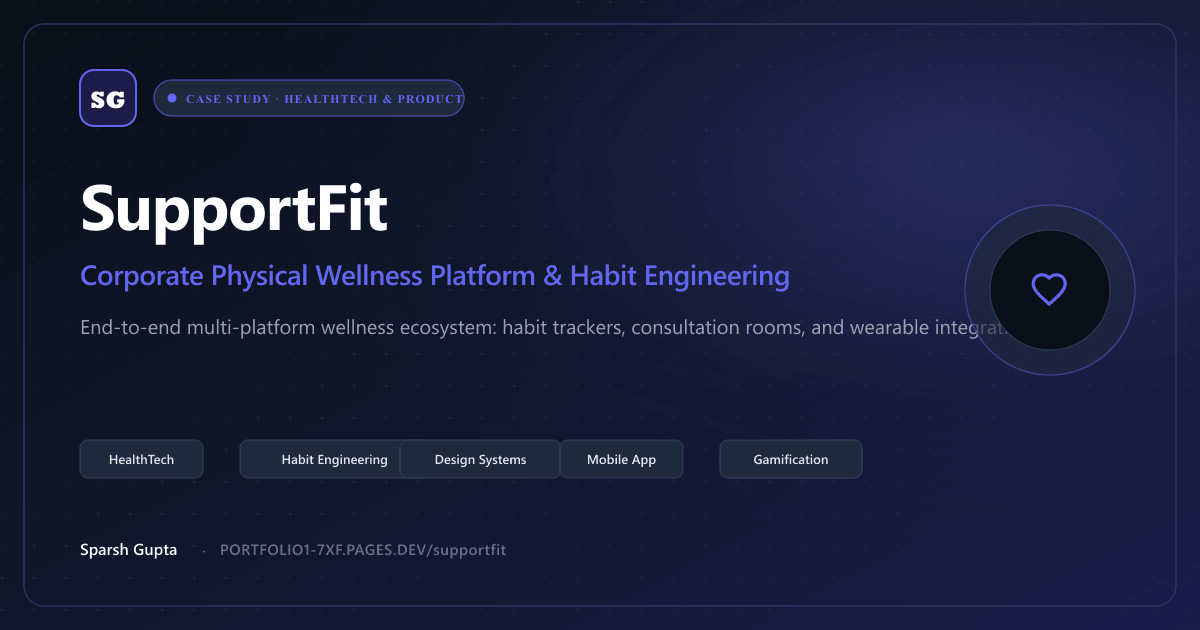 SG
CASE STUDY · HEALTHTECH & PRODUCT
SupportFit
Corporate Physical Wellness Platform & Habit Engineering
End-to-end multi-platform wellness ecosystem: habit trackers, consultation rooms, and wearable
HealthTech
Habit Engineering
Design Systems
Mobile App
Gamification
Sparsh Gupta · PORTFOLIO1-7XF.PAGES.DEV/supportfit